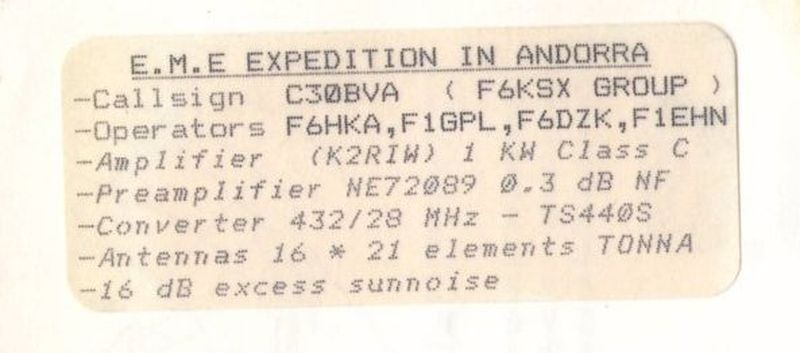 E.M.E EXPEDITION IN ANDORRA
-Callsign C30BVA ( F6KSX GROUP )
-Operators F6HKA,F1GPL,F6DZK,F1EHN
-Amplifier (K2RIW) 1 KW Class C
-Preamplifier NE72089 0.3 dB NF
-Converter 432/28 MHz - TS440S
-Antennas 16 * 21 elements TONNA
-16 dB excess sunnoise